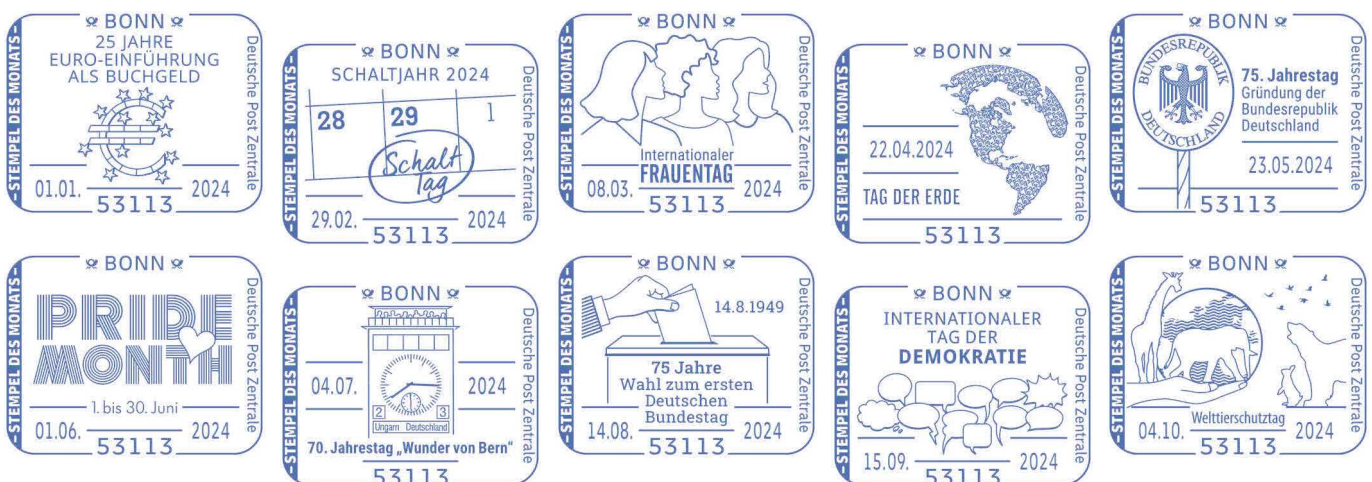 BONN
25 JAHRE
EURO-EINFÜHRUNG
ALS BUCHGELD
01.01. 2024
53113
-STEMPEL DES MONATS-
Deutsche Post Zentrale
BONN
SCHALTJAHR 2024
28 29 1
Schalt
Tag
29.02. 2024
53113
-STEMPEL DES MONATS-
Deutsche Post Zentrale
BONN
Internationaler
FRAUENTAG
08.03. 2024
53113
-STEMPEL DES MONATS-
Deutsche Post Zentrale
BONN
22.04.2024
TAG DER ERDE
53113
-STEMPEL DES MONATS-
Deutsche Post Zentrale
BONN
BUNDESREPUBLIK
DEUTSCHLAND
75. Jahrestag
Gründung der
Bundesrepublik
Deutschland
23.05.2024
53113
-STEMPEL DES MONATS-
Deutsche Post Zentrale
BONN
PRIDE
MONTH
1. bis 30. Juni
01.06. 2024
53113
-STEMPEL DES MONATS-
Deutsche Post Zentrale
BONN
04.07. 2024
2 3
Ungarn Deutschland
70. Jahrestag „Wunder von Bern“
53113
-STEMPEL DES MONATS-
Deutsche Post Zentrale
BONN
14.8.1949
75 Jahre
Wahl zum ersten
Deutschen
Bundestag
14.08. 2024
53113
-STEMPEL DES MONATS-
Deutsche Post Zentrale
BONN
INTERNATIONALER
TAG DER
DEMOKRATIE
15.09. 2024
53113
-STEMPEL DES MONATS-
Deutsche Post Zentrale
BONN
Welttierschutztag
04.10. 2024
53113
-STEMPEL DES MONATS-
Deutsche Post Zentrale